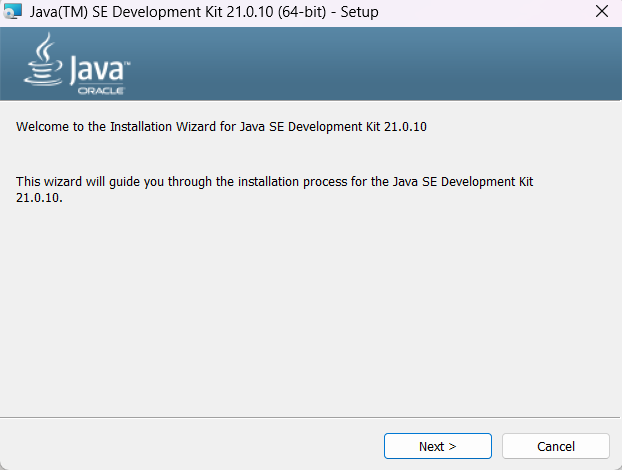 Java(TM) SE Development Kit 21.0.10 (64-bit) - Setup
Java™
ORACLE
Welcome to the Installation Wizard for Java SE Development Kit 21.0.10
This wizard will guide you through the installation process for the Java SE Development Kit
21.0.10.
Next >
Cancel